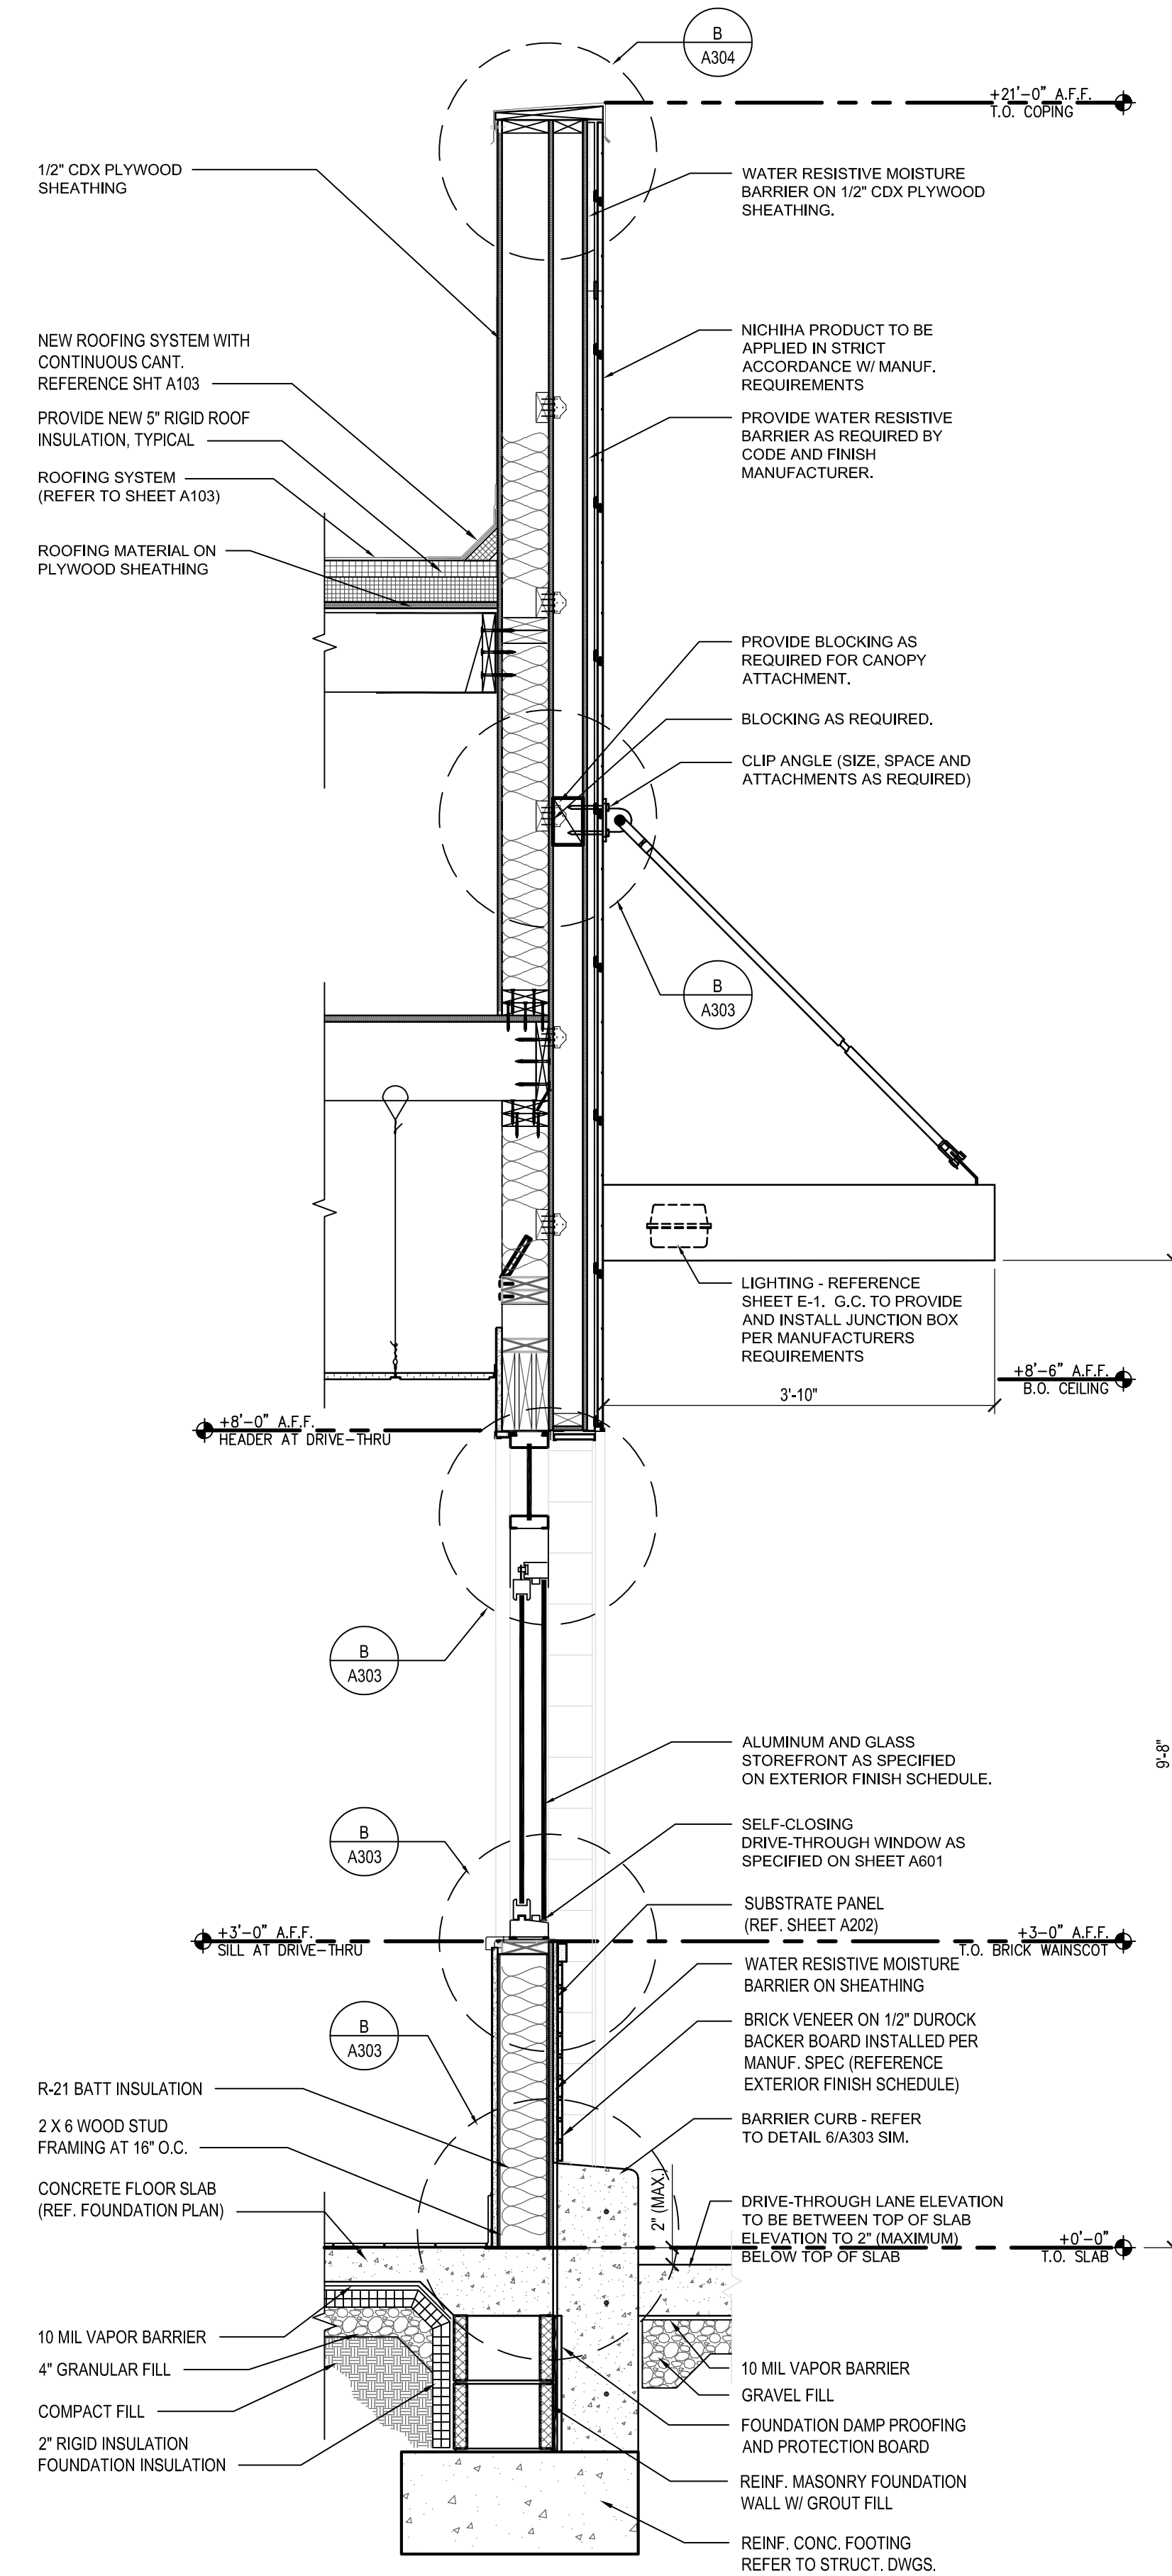 B
A304
+21'-0" A.F.F.
T.O. COPING
1/2" CDX PLYWOOD
SHEATHING
WATER RESISTIVE MOISTURE
BARRIER ON 1/2" CDX PLYWOOD
SHEATHING.
NEW ROOFING SYSTEM WITH
CONTINUOUS CANT.
REFERENCE SHT A103
NICHIHA PRODUCT TO BE
APPLIED IN STRICT
ACCORDANCE W/ MANUF.
REQUIREMENTS
PROVIDE NEW 5" RIGID ROOF
INSULATION, TYPICAL
PROVIDE WATER RESISTIVE
BARRIER AS REQUIRED BY
CODE AND FINISH
MANUFACTURER.
ROOFING SYSTEM
(REFER TO SHEET A103)
ROOFING MATERIAL ON
PLYWOOD SHEATHING
PROVIDE BLOCKING AS
REQUIRED FOR CANOPY
ATTACHMENT.
BLOCKING AS REQUIRED.
CLIP ANGLE (SIZE, SPACE AND
ATTACHMENTS AS REQUIRED)
B
A303
LIGHTING - REFERENCE
SHEET E-1. G.C. TO PROVIDE
AND INSTALL JUNCTION BOX
PER MANUFACTURERS
REQUIREMENTS
+8'-6" A.F.F.
B.O. CEILING
3'-10"
+8'-0" A.F.F.
HEADER AT DRIVE-THRU
B
A303
9'-8"
ALUMINUM AND GLASS
STOREFRONT AS SPECIFIED
ON EXTERIOR FINISH SCHEDULE.
B
A303
SELF-CLOSING
DRIVE-THROUGH WINDOW AS
SPECIFIED ON SHEET A601
SUBSTRATE PANEL
(REF. SHEET A202)
+3'-0" A.F.F.
SILL AT DRIVE-THRU
+3-0" A.F.F.
T.O. BRICK WAINSCOT
WATER RESISTIVE MOISTURE
BARRIER ON SHEATHING
B
A303
BRICK VENEER ON 1/2" DUROCK
BACKER BOARD INSTALLED PER
MANUF. SPEC (REFERENCE
EXTERIOR FINISH SCHEDULE)
R-21 BATT INSULATION
2 X 6 WOOD STUD
FRAMING AT 16" O.C.
BARRIER CURB - REFER
TO DETAIL 6/A303 SIM.
CONCRETE FLOOR SLAB
(REF. FOUNDATION PLAN)
2" (MAX.)
DRIVE-THROUGH LANE ELEVATION
TO BE BETWEEN TOP OF SLAB
ELEVATION TO 2" (MAXIMUM)
BELOW TOP OF SLAB
+0'-0"
T.O. SLAB
10 MIL VAPOR BARRIER
4" GRANULAR FILL
COMPACT FILL
2" RIGID INSULATION
FOUNDATION INSULATION
10 MIL VAPOR BARRIER
GRAVEL FILL
FOUNDATION DAMP PROOFING
AND PROTECTION BOARD
REINF. MASONRY FOUNDATION
WALL W/ GROUT FILL
REINF. CONC. FOOTING
REFER TO STRUCT. DWGS.